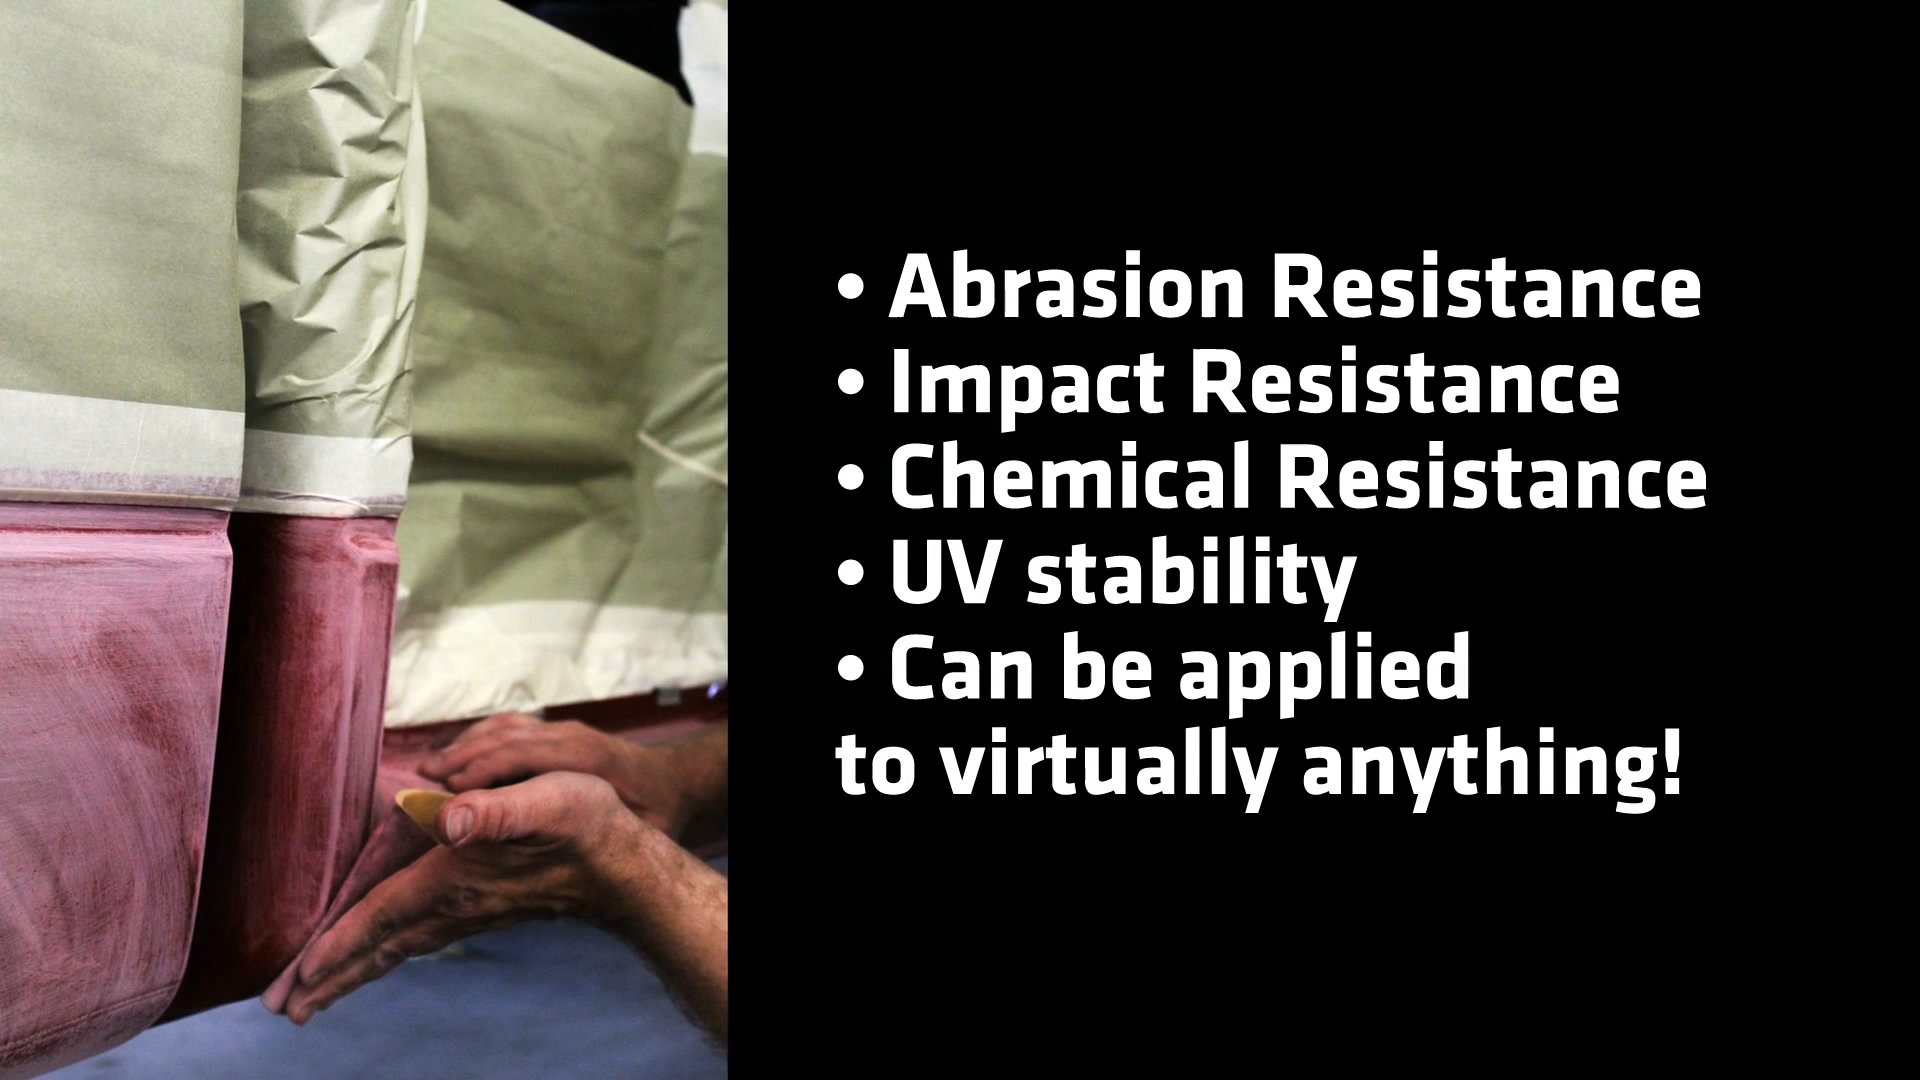 • Abrasion Resistance
• Impact Resistance
• Chemical Resistance
• UV stability
• Can be applied
to virtually anything!